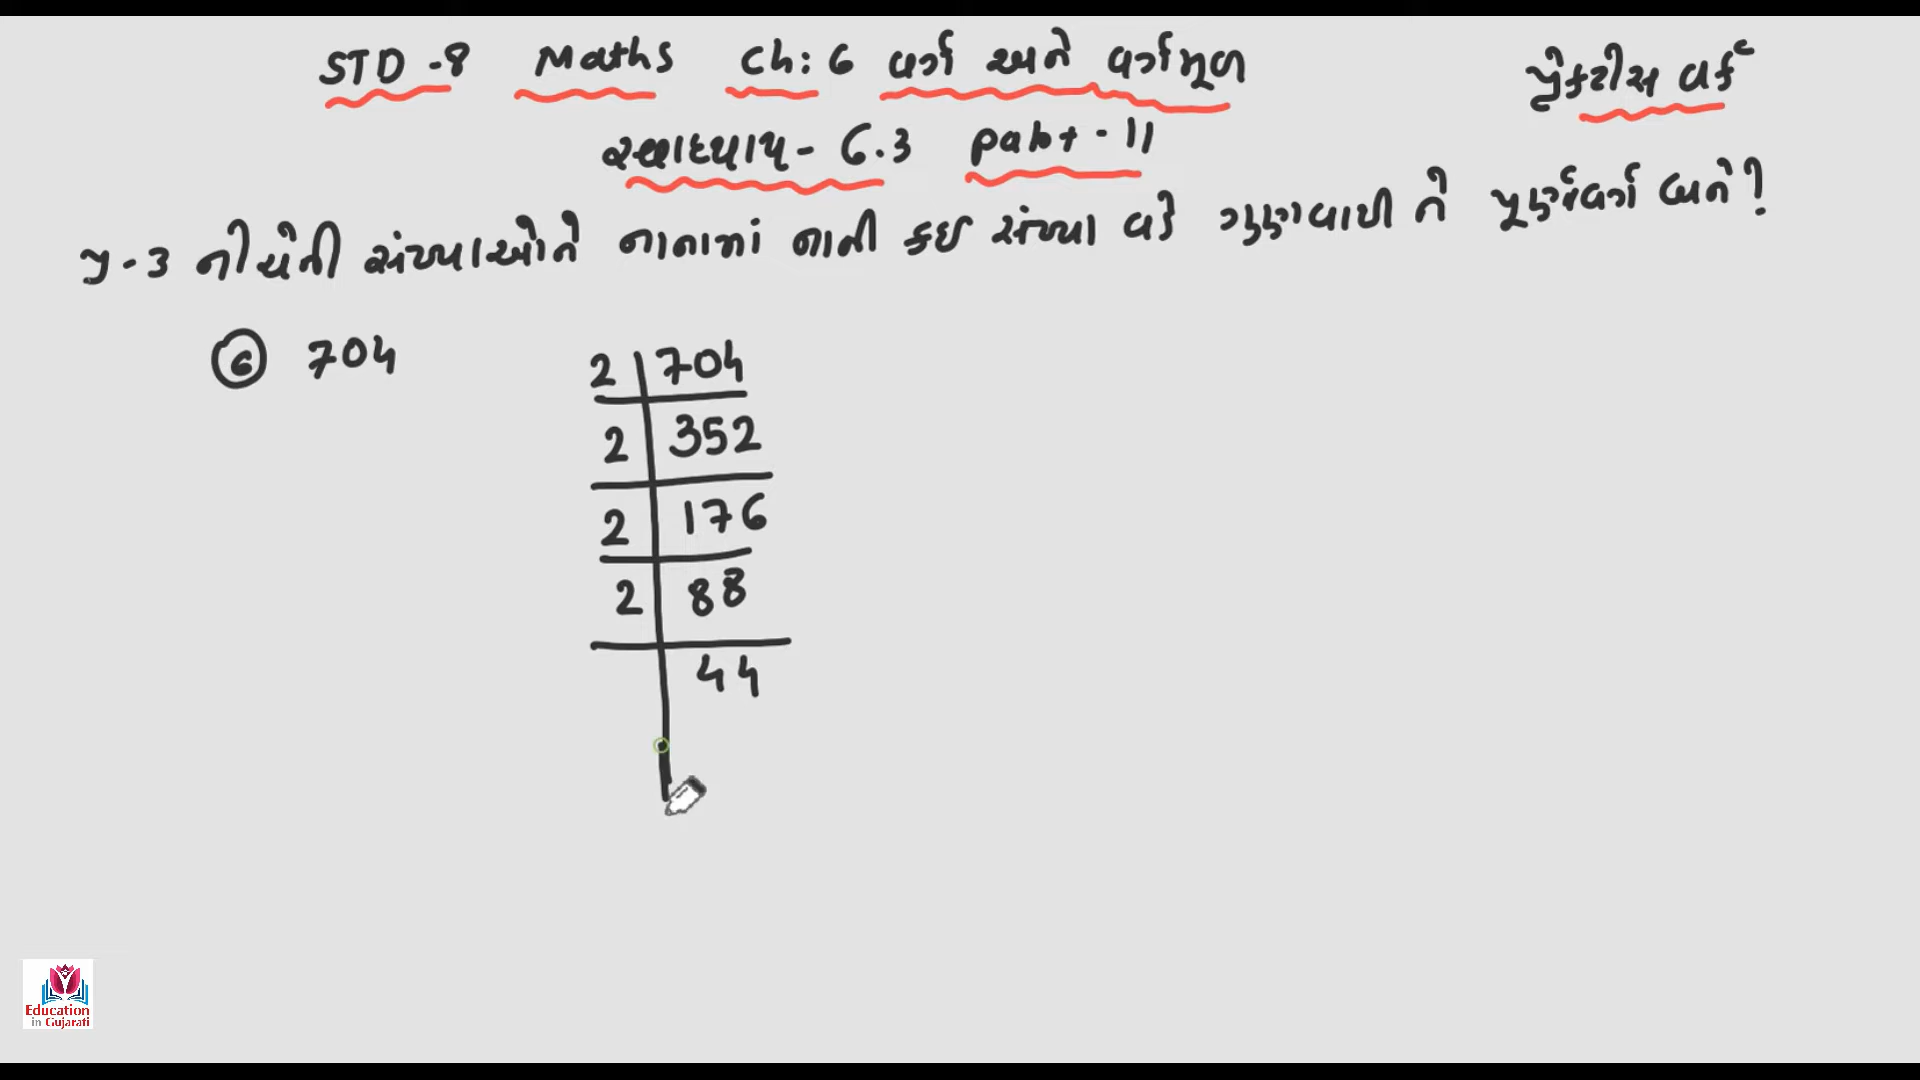 STD-8 Maths Ch: 6 વર્ગ અને વર્ગમૂળ
પ્રેક્ટીસ વર્ક
સ્વાધ્યાય - 6.3 part - 11
પ્ર-3 નીચેની સંખ્યાઓને નાનામાં નાની કઇ સંખ્યા વડે ગુણવાથી તે પૂર્ણવર્ગ બને?
6 704
2 704
2 352
2 176
2 88
44
Education
in Gujarati